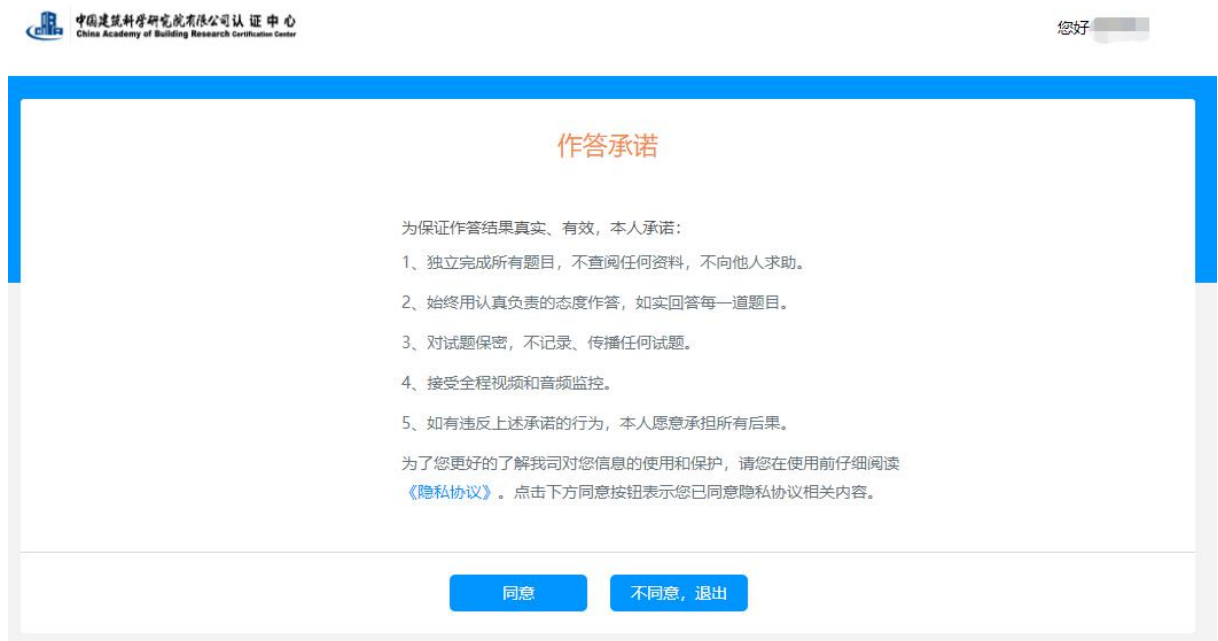 中国建筑科学研究院有限公司认证中心
China Academy of Building Research Certification Center
您好
作答承诺
为保证作答结果真实、有效，本人承诺：
1、独立完成所有题目，不查阅任何资料，不向他人求助。
2、始终用认真负责的态度作答，如实回答每一道题目。
3、对试题保密，不记录、传播任何试题。
4、接受全程视频和音频监控。
5、如有违反上述承诺的行为，本人愿意承担所有后果。
为了您更好的了解我司对您信息的使用和保护，请您在使用前仔细阅读
《隐私协议》。点击下方同意按钮表示您已同意隐私协议相关内容。
同意
不同意，退出